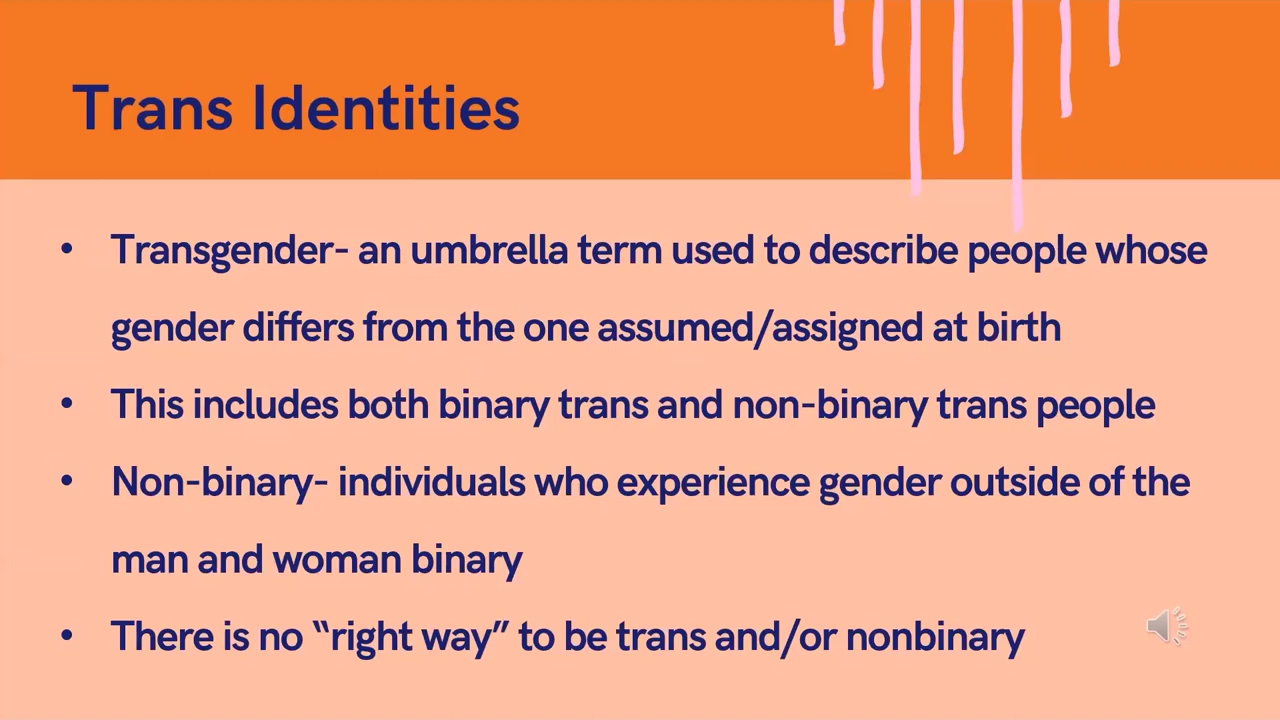 Trans Identities
• Transgender- an umbrella term used to describe people whose
gender differs from the one assumed/assigned at birth
• This includes both binary trans and non-binary trans people
• Non-binary- individuals who experience gender outside of the
man and woman binary
• There is no “right way” to be trans and/or nonbinary